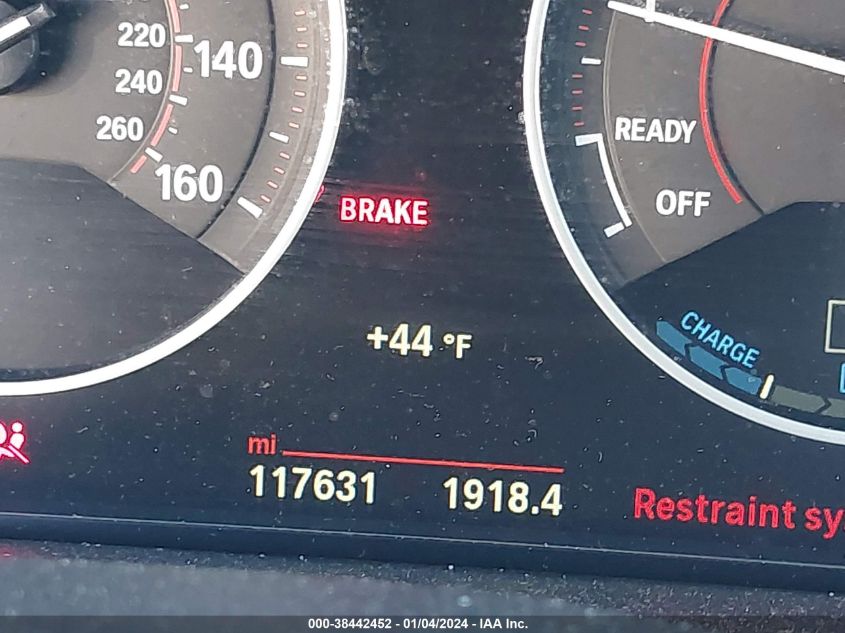 220
240
260
140
160
BRAKE
READY
OFF
+44 °F
CHARGE
mi
117631 1918.4
Restraint
000-38442452 - 01/04/2024 - IAA Inc.